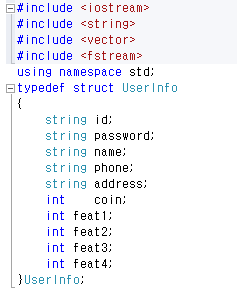 #include <iostream>
#include <string>
#include <vector>
#include <fstream>
using namespace std;
typedef struct UserInfo
{
    string id;
    string password;
    string name;
    string phone;
    string address;
    int    coin;
    int feat1;
    int feat2;
    int feat3;
    int feat4;
}UserInfo;